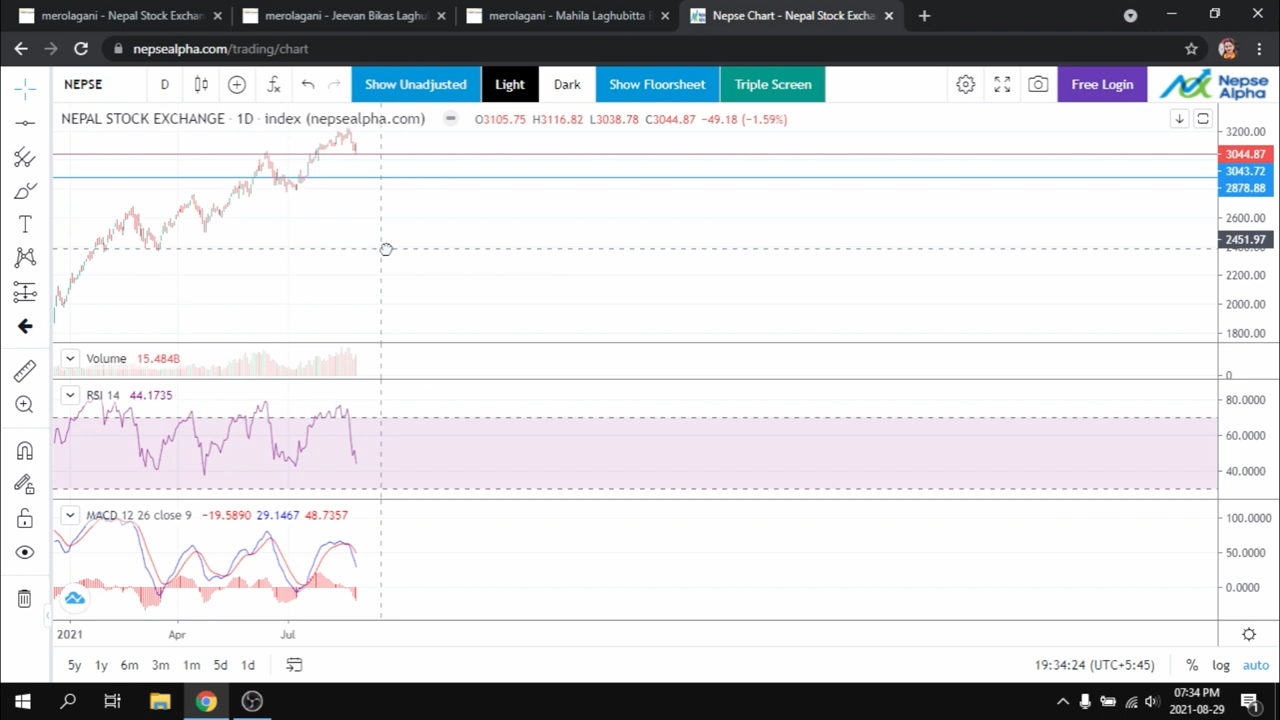 merolagani - Nepal Stock Exchan
merolagani - Jeevan Bikas Laghu
merolagani - Mahila Laghubitta B
Nepse Chart - Nepal Stock Excha
nepsealpha.com/trading/chart
NEPSE D Show Unadjusted Light Dark Show Floorsheet Triple Screen Free Login Nepse Alpha
NEPAL STOCK EXCHANGE · 1D · index (nepsealpha.com) O3105.75 H3116.82 L3038.78 C3044.87 −49.18 (−1.59%)
3200.00
3044.87
3043.72
2878.88
2600.00
2451.97
2200.00
2000.00
1800.00
Volume 15.484B
0
RSI 14 44.1735
80.0000
60.0000
40.0000
MACD 12 26 close 9 −19.5890 29.1467 48.7357
100.0000
50.0000
0.0000
2021 Apr Jul
5y 1y 6m 3m 1m 5d 1d 19:34:24 (UTC+5:45) % log auto
07:34 PM
2021-08-29
1